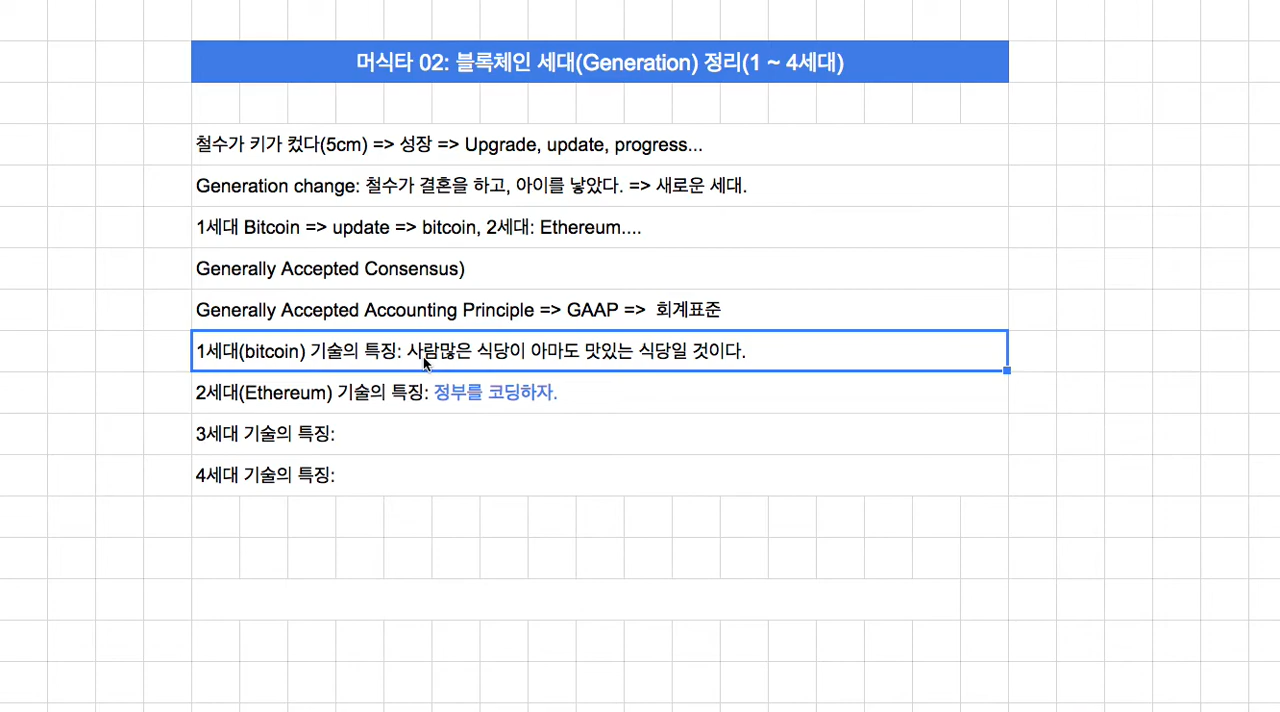 머식타 02: 블록체인 세대(Generation) 정리(1 ~ 4세대)
철수가 키가 컸다(5cm) => 성장 => Upgrade, update, progress...
Generation change: 철수가 결혼을 하고, 아이를 낳았다. => 새로운 세대.
1세대 Bitcoin => update => bitcoin, 2세대: Ethereum....
Generally Accepted Consensus)
Generally Accepted Accounting Principle => GAAP => 회계표준
1세대(bitcoin) 기술의 특징: 사람많은 식당이 아마도 맛있는 식당일 것이다.
2세대(Ethereum) 기술의 특징: 정부를 코딩하자.
3세대 기술의 특징:
4세대 기술의 특징: